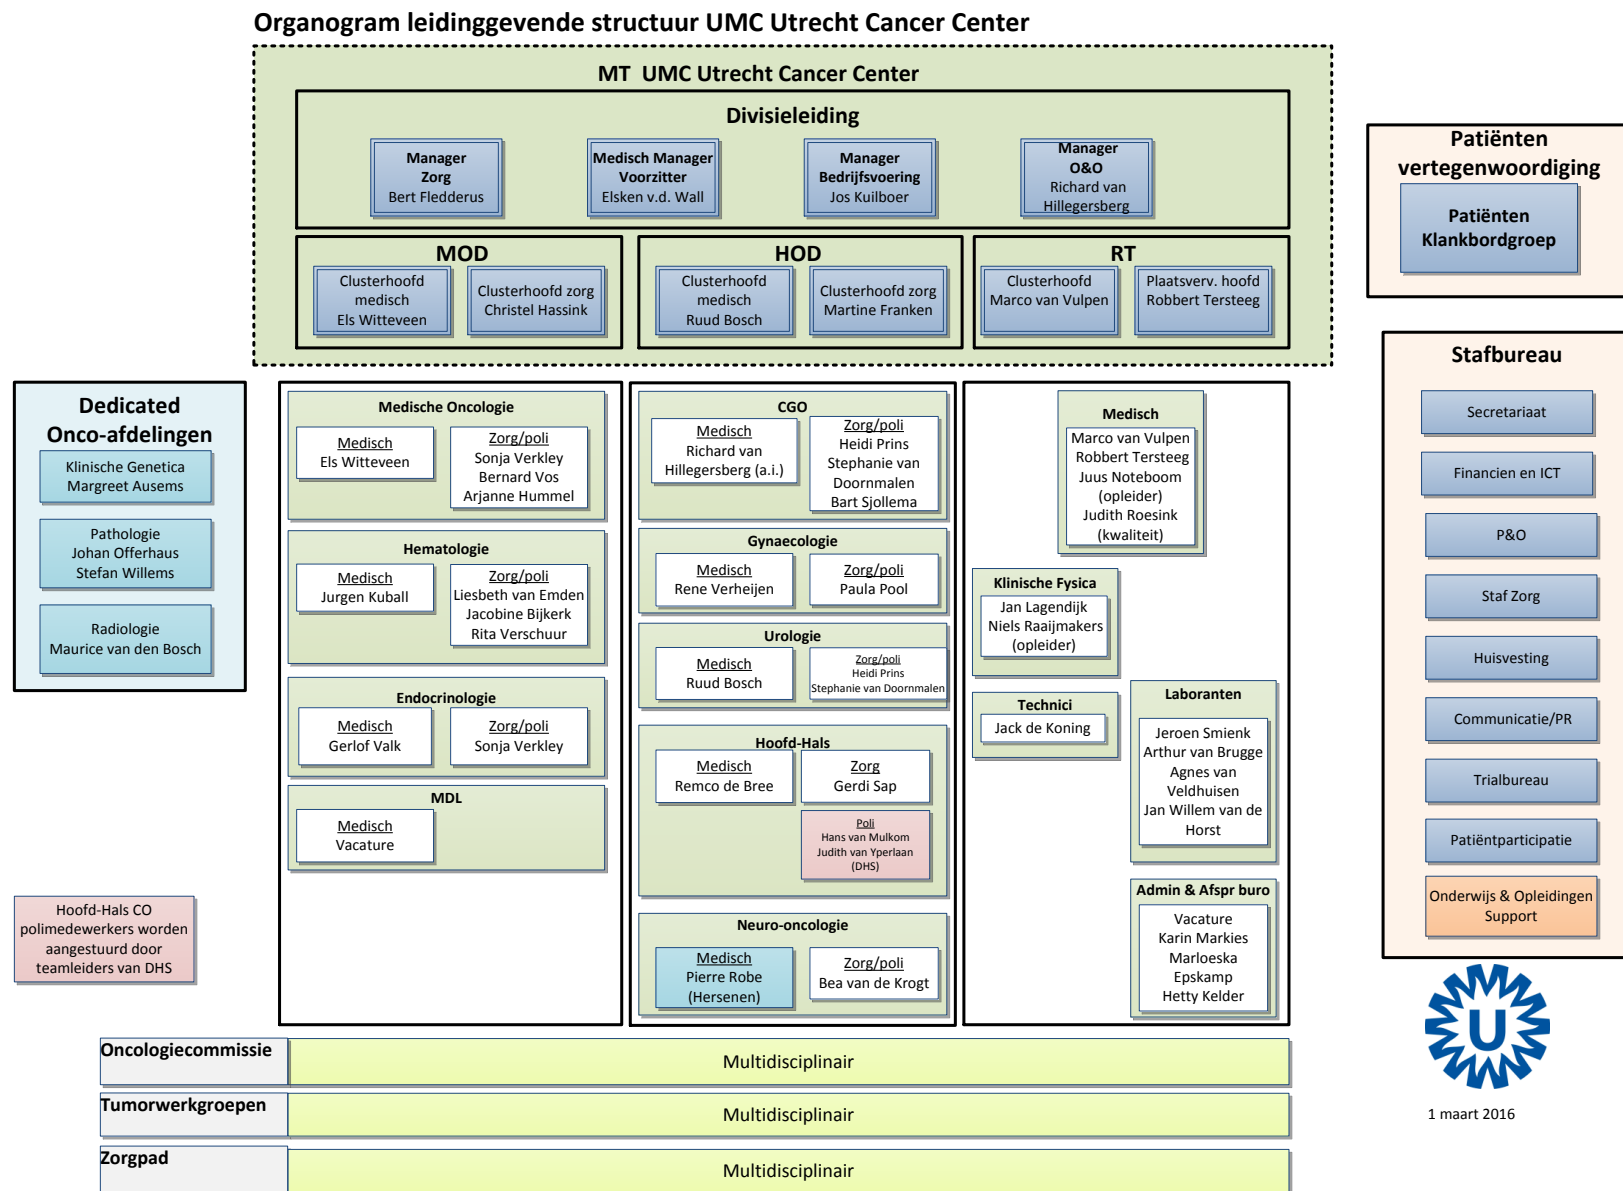 Organogram leidinggevende structuur UMC Utrecht Cancer Center
MT UMC Utrecht Cancer Center
Divisieleiding
Manager
Zorg
Bert Fledderus
Medisch Manager
Voorzitter
Elsken v.d. Wall
Manager
Bedrijfsvoering
Jos Kuilboer
Manager
O&O
Richard van
Hillegersberg
MOD
Clusterhoofd
medisch
Els Witteveen
Clusterhoofd zorg
Christel Hassink
HOD
Clusterhoofd
medisch
Ruud Bosch
Clusterhoofd zorg
Martine Franken
RT
Clusterhoofd
Marco van Vulpen
Plaatsverv. hoofd
Robbert Tersteeg
Patiënten
vertegenwoordiging
Patiënten
Klankbordgroep
Dedicated
Onco-afdelingen
Klinische Genetica
Margreet Ausems
Pathologie
Johan Offerhaus
Stefan Willems
Radiologie
Maurice van den Bosch
Hoofd-Hals CO
polimedewerkers worden
aangestuurd door
teamleiders van DHS
Medische Oncologie
Medisch
Els Witteveen
Zorg/poli
Sonja Verkley
Bernard Vos
Arjanne Hummel
Hematologie
Medisch
Jurgen Kuball
Zorg/poli
Liesbeth van Emden
Jacobine Bijkerk
Rita Verschuur
Endocrinologie
Medisch
Gerlof Valk
Zorg/poli
Sonja Verkley
MDL
Medisch
Vacature
CGO
Medisch
Richard van
Hillegersberg (a.i.)
Zorg/poli
Heidi Prins
Stephanie van
Doornmalen
Bart Sjollema
Gynaecologie
Medisch
Rene Verheijen
Zorg/poli
Paula Pool
Urologie
Medisch
Ruud Bosch
Zorg/poli
Heidi Prins
Stephanie van Doornmalen
Hoofd-Hals
Medisch
Remco de Bree
Zorg
Gerdi Sap
Poli
Hans van Mulkom
Judith van Yperlaan
(DHS)
Neuro-oncologie
Medisch
Pierre Robe
(Hersenen)
Zorg/poli
Bea van de Krogt
Medisch
Marco van Vulpen
Robbert Tersteeg
Juus Noteboom
(opleider)
Judith Roesink
(kwaliteit)
Klinische Fysica
Jan Lagendijk
Niels Raaijmakers
(opleider)
Technici
Jack de Koning
Laboranten
Jeroen Smienk
Arthur van Brugge
Agnes van
Veldhuisen
Jan Willem van de
Horst
Admin & Afspr buro
Vacature
Karin Markies
Marloeska
Epskamp
Hetty Kelder
Stafbureau
Secretariaat
Financien en ICT
P&O
Staf Zorg
Huisvesting
Communicatie/PR
Trialbureau
Patiëntparticipatie
Onderwijs & Opleidingen
Support
U
1 maart 2016
Oncologiecommissie
Multidisciplinair
Tumorwerkgroepen
Multidisciplinair
Zorgpad
Multidisciplinair